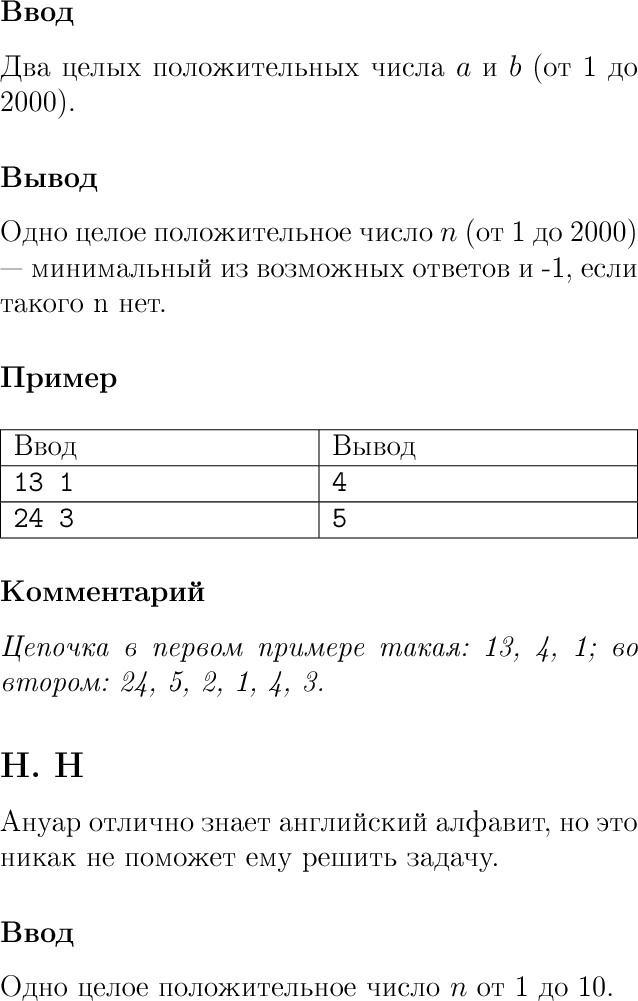 Ввод
Два целых положительных числа a и b (от 1 до
2000).
Вывод
Одно целое положительное число n (от 1 до 2000)
— минимальный из возможных ответов и -1, если
такого n нет.
Пример
Ввод Вывод
13 1 4
24 3 5
Комментарий
Цепочка в первом примере такая: 13, 4, 1; во
втором: 24, 5, 2, 1, 4, 3.
H. H
Ануар отлично знает английский алфавит, но это
никак не поможет ему решить задачу.
Ввод
Одно целое положительное число n от 1 до 10.